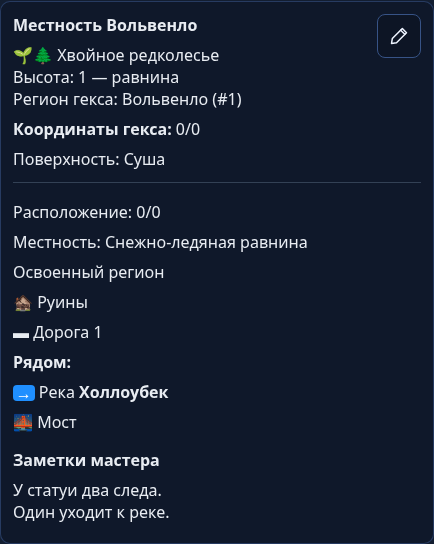 Местность Вольвенло
🌱🌲 Хвойное редколесье
Высота: 1 — равнина
Регион гекса: Вольвенло (#1)
Координаты гекса: 0/0
Поверхность: Суша
Расположение: 0/0
Местность: Снежно-ледяная равнина
Освоенный регион
🏚️ Руины
▬ Дорога 1
Рядом:
→ Река Холлоубек
🌉 Мост
Заметки мастера
У статуи два следа.
Один уходит к реке.